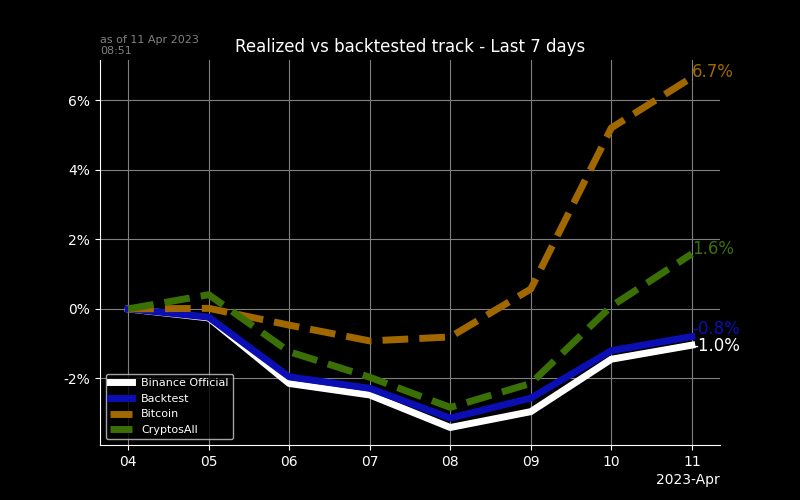 as of 11 Apr 2023
08:51
Realized vs backtested track - Last 7 days
6.7%
6%
4%
2%
1.6%
0%
-0.8%
-1.0%
-2%
Binance Official
Backtest
Bitcoin
CryptosAll
04 05 06 07 08 09 10 11
2023-Apr